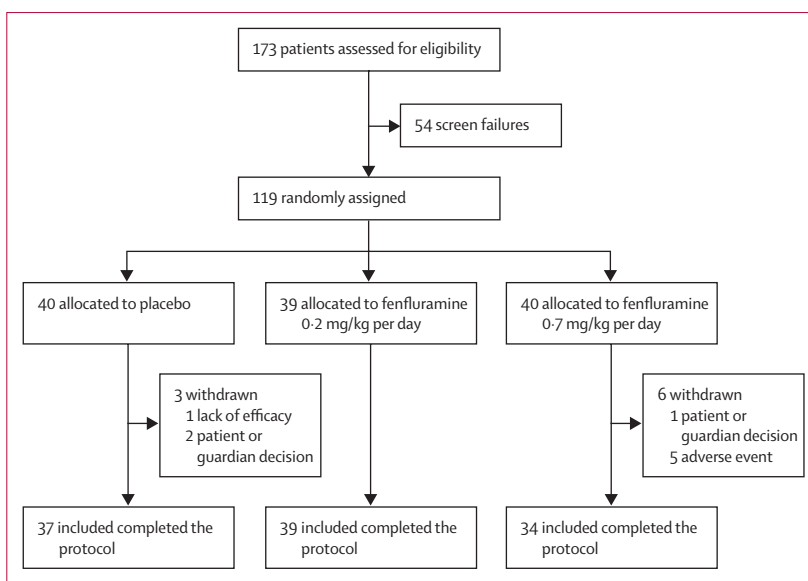 173 patients assessed for eligibility
54 screen failures
119 randomly assigned
40 allocated to placebo
39 allocated to fenfluramine
0·2 mg/kg per day
40 allocated to fenfluramine
0·7 mg/kg per day
3 withdrawn
1 lack of efficacy
2 patient or
guardian decision
6 withdrawn
1 patient or
guardian decision
5 adverse event
37 included completed the
protocol
39 included completed the
protocol
34 included completed the
protocol